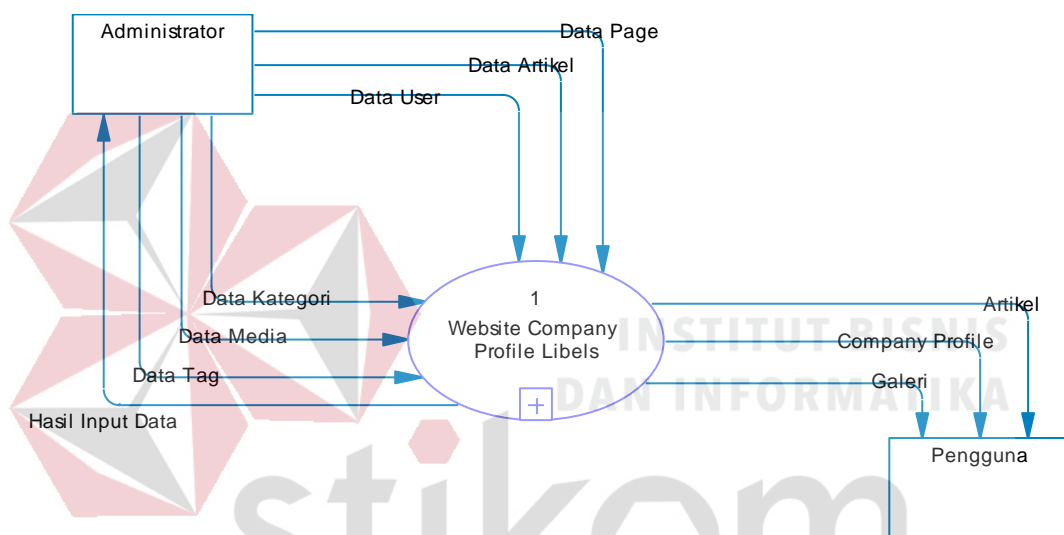 Administrator
Data Page
Data Artikel
Data User
Data Kategori
Data Media
Data Tag
Hasil Input Data
1
Website Company
Profile Libels
Artikel
Company Profile
Galeri
Pengguna
INSTITUT BISNIS
DAN INFORMATIKA
stikom